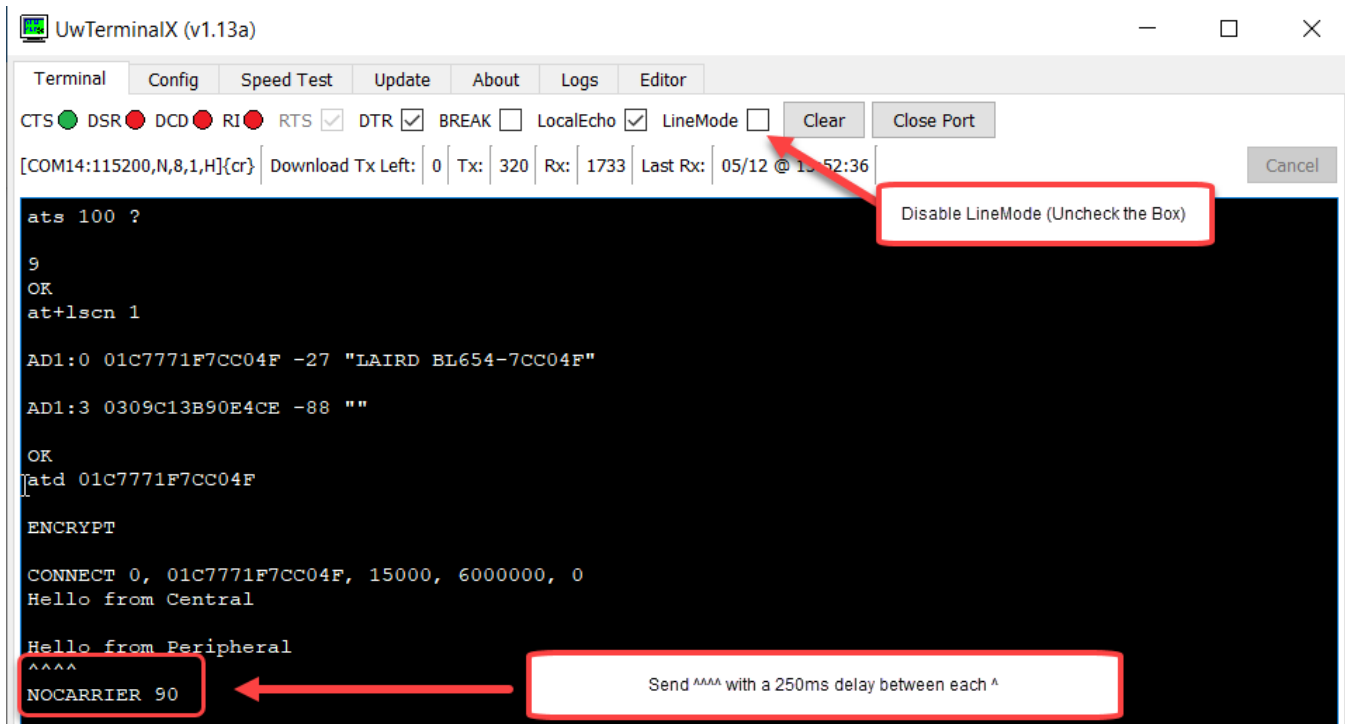 UwTerminalX (v1.13a)
Terminal Config Speed Test Update About Logs Editor
CTS DSR DCD RI RTS DTR BREAK LocalEcho LineMode Clear Close Port
[COM14:115200,N,8,1,H]{cr} Download Tx Left: 0 Tx: 320 Rx: 1733 Last Rx: 05/12 @ :52:36 Cancel
Disable LineMode (Uncheck the Box)
ats 100 ?
9
OK
at+lscn 1
AD1:0 01C7771F7CC04F -27 "LAIRD BL654-7CC04F"
AD1:3 0309C13B90E4CE -88 ""
OK
atd 01C7771F7CC04F
ENCRYPT
CONNECT 0, 01C7771F7CC04F, 15000, 6000000, 0
Hello from Central
Hello from Peripheral
^^^^
NOCARRIER 90
Send ^^^^ with a 250ms delay between each ^